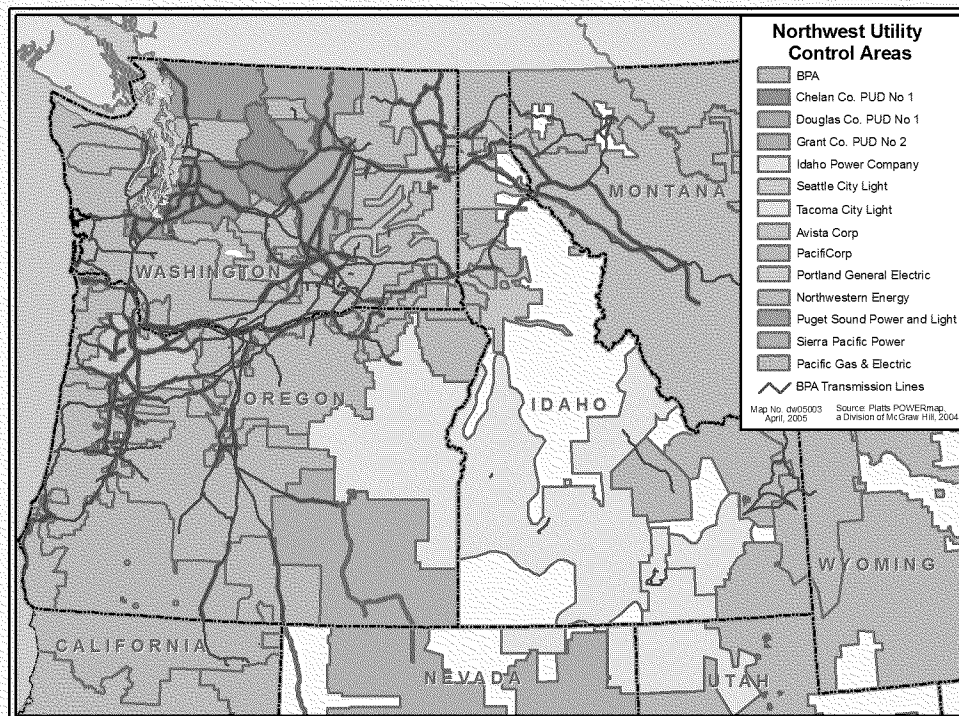 Northwest Utility
Control Areas
BPA
Chelan Co. PUD No 1
Douglas Co. PUD No 1
Grant Co. PUD No 2
Idaho Power Company
Seattle City Light
Tacoma City Light
Avista Corp
PacifiCorp
Portland General Electric
Northwestern Energy
Puget Sound Power and Light
Sierra Pacific Power
Pacific Gas & Electric
BPA Transmission Lines
Map No. dw05003
April, 2005
Source: Platts POWERmap,
a Division of McGraw Hill, 2004
MONTANA
WASHINGTON
OREGON
IDAHO
WYOMING
CALIFORNIA
NEVADA
UTAH